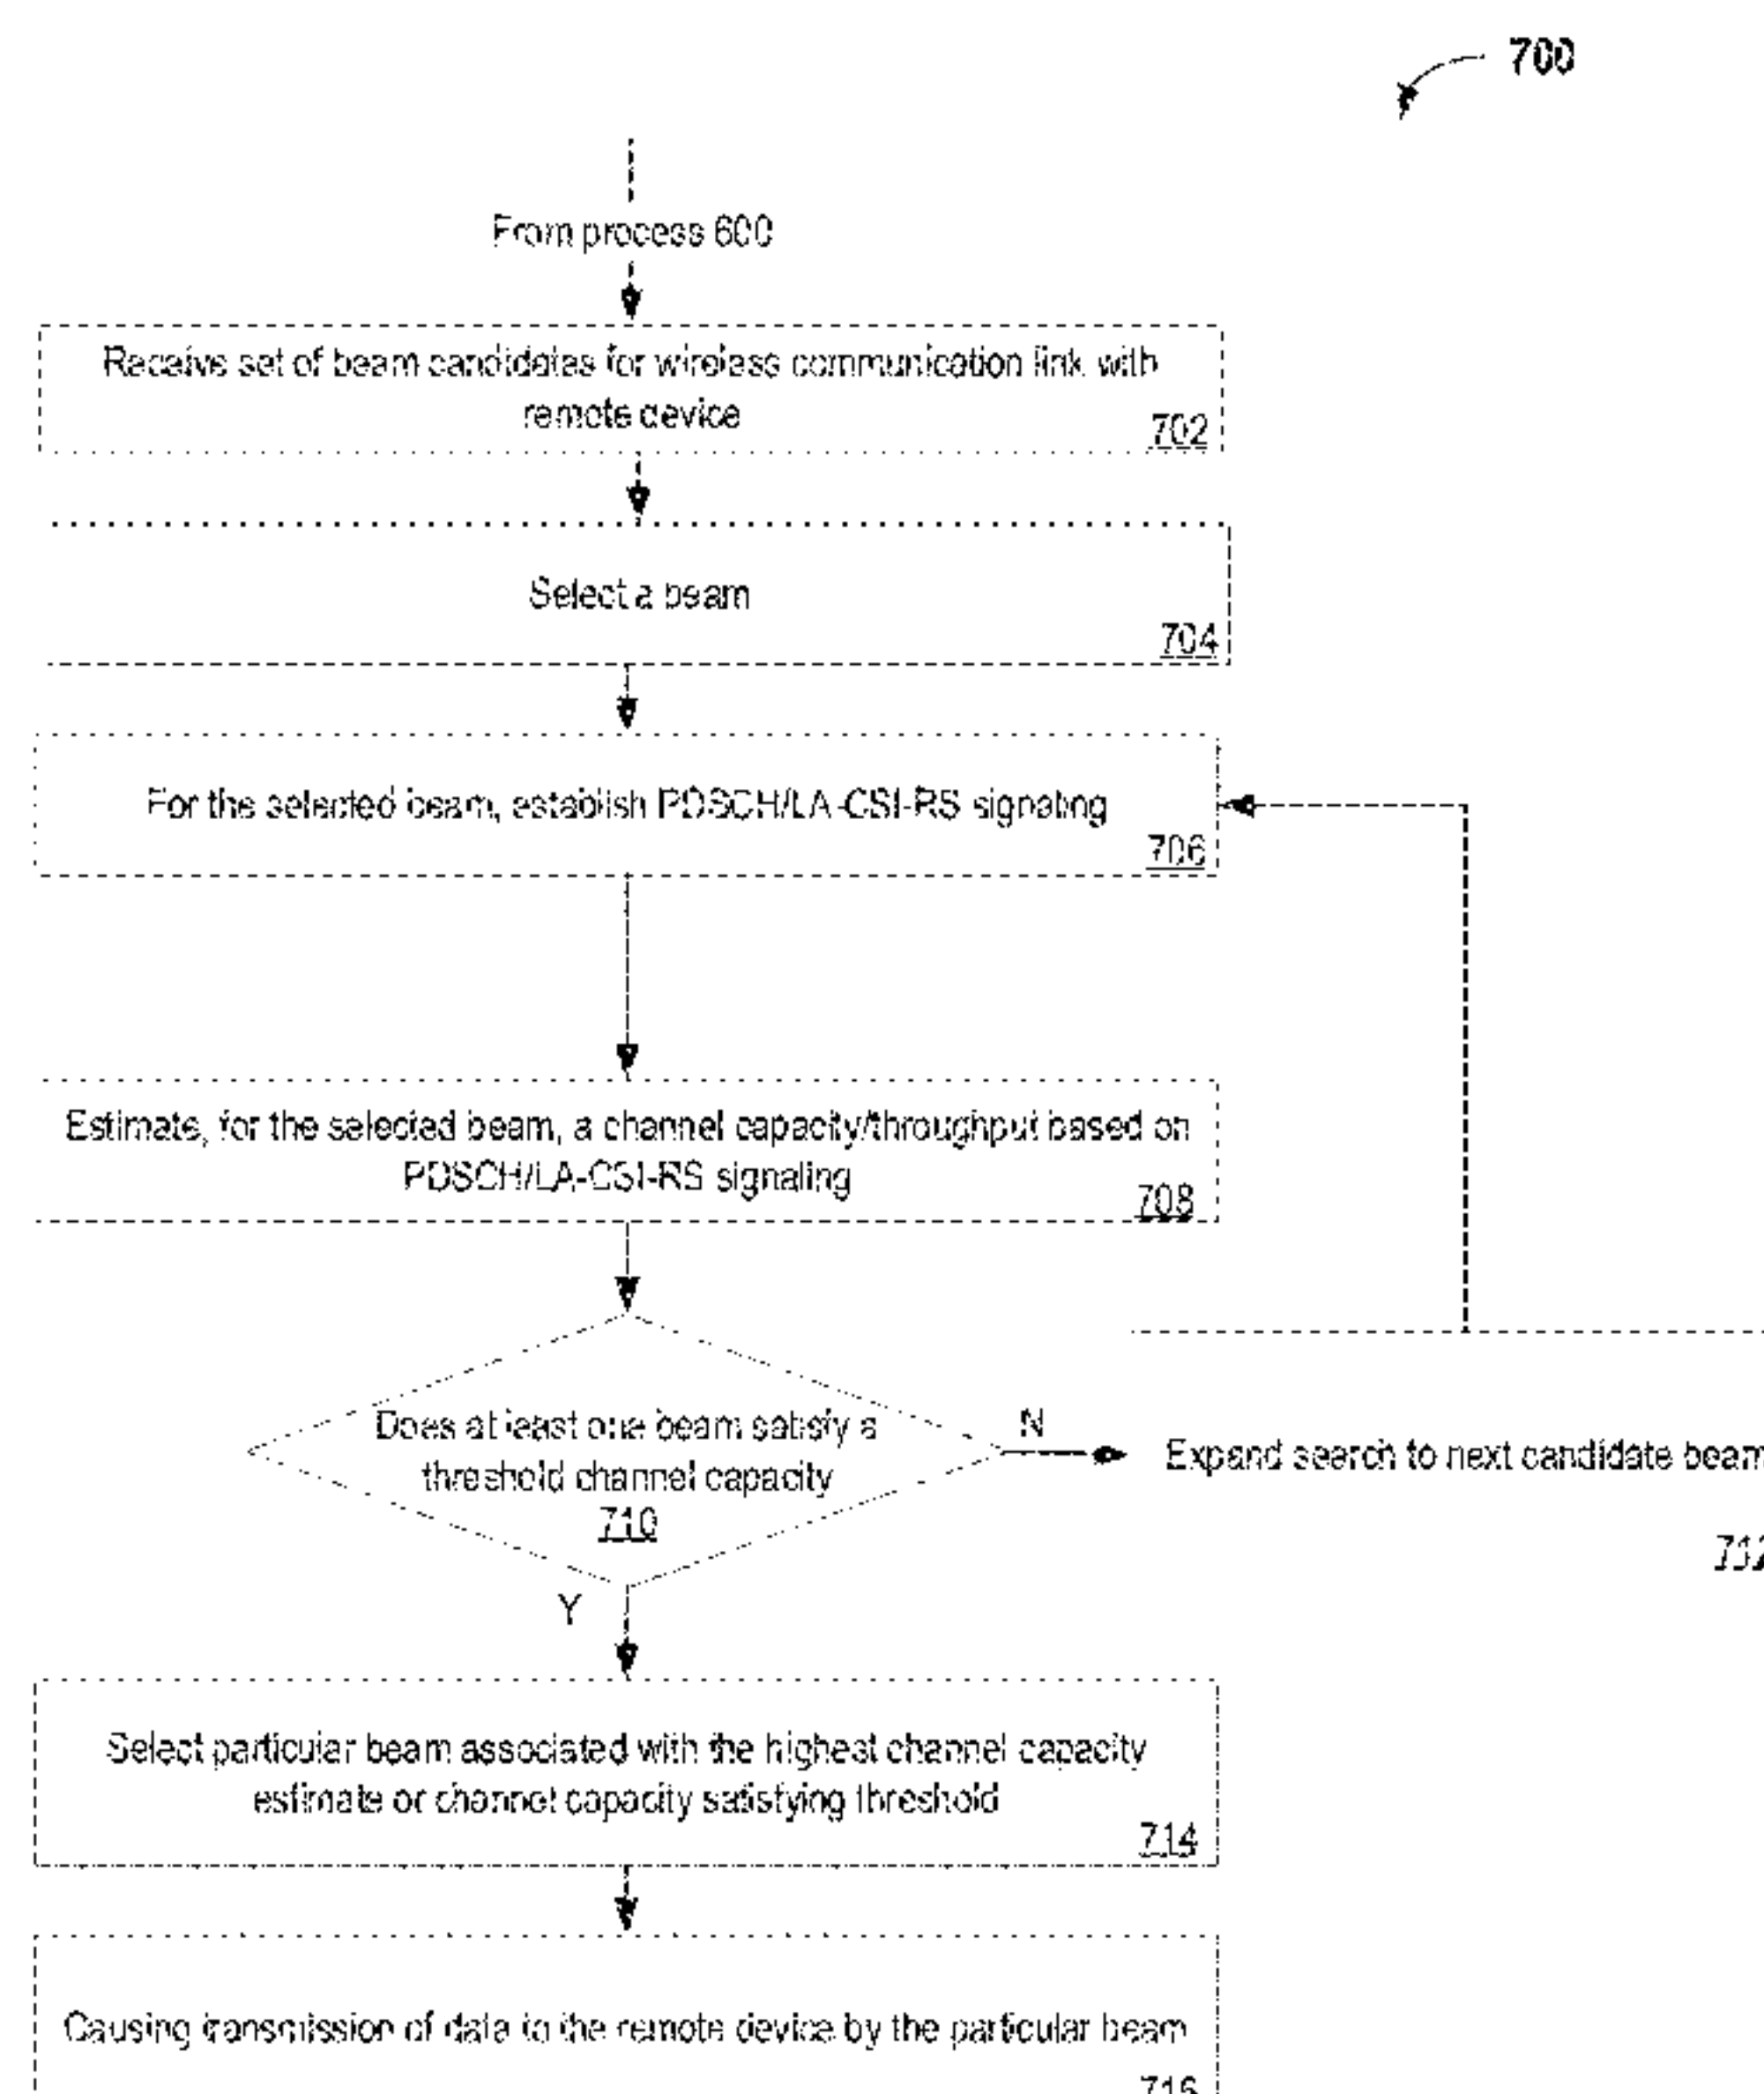 700
From process 600
Receive set of beam candidates for wireless communication link with
remote device
702
Select a beam
704
For the selected beam, establish PDSCH/LA-CSI-RS signaling
706
Estimate, for the selected beam, a channel capacity/throughput based on
PDSCH/LA-CSI-RS signaling
708
Does at least one beam satisfy a
threshold channel capacity
710
N
Expand search to next candidate beam
712
Y
Select particular beam associated with the highest channel capacity
estimate or channel capacity satisfying threshold
714
Causing transmission of data to the remote device by the particular beam
716